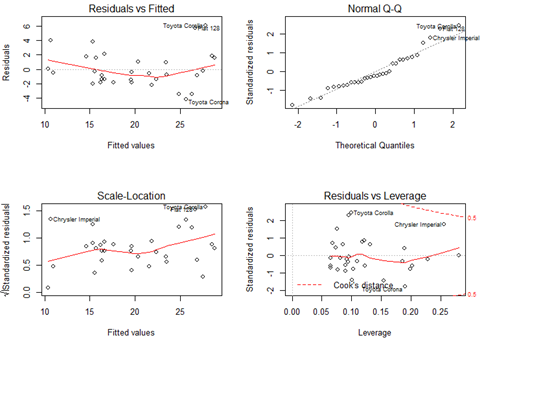 Residuals vs Fitted
Residuals
6
4
2
0
-2
-4
Toyota Corolla
Fiat 128
Toyota Corona
10
15
20
25
Fitted values
Normal Q-Q
Standardized residuals
2
1
0
-1
Toyota Corolla
Fiat 128
Chrysler Imperial
-2
-1
0
1
2
Theoretical Quantiles
Scale-Location
√|Standardized residuals|
1.5
1.0
0.5
0.0
Toyota Corolla
Fiat 128
Chrysler Imperial
10
15
20
25
Fitted values
Residuals vs Leverage
Standardized residuals
2
1
0
-1
-2
Toyota Corolla
Chrysler Imperial
0.5
Cook's distance
Toyota Corona
0.5
0.00
0.05
0.10
0.15
0.20
0.25
Leverage